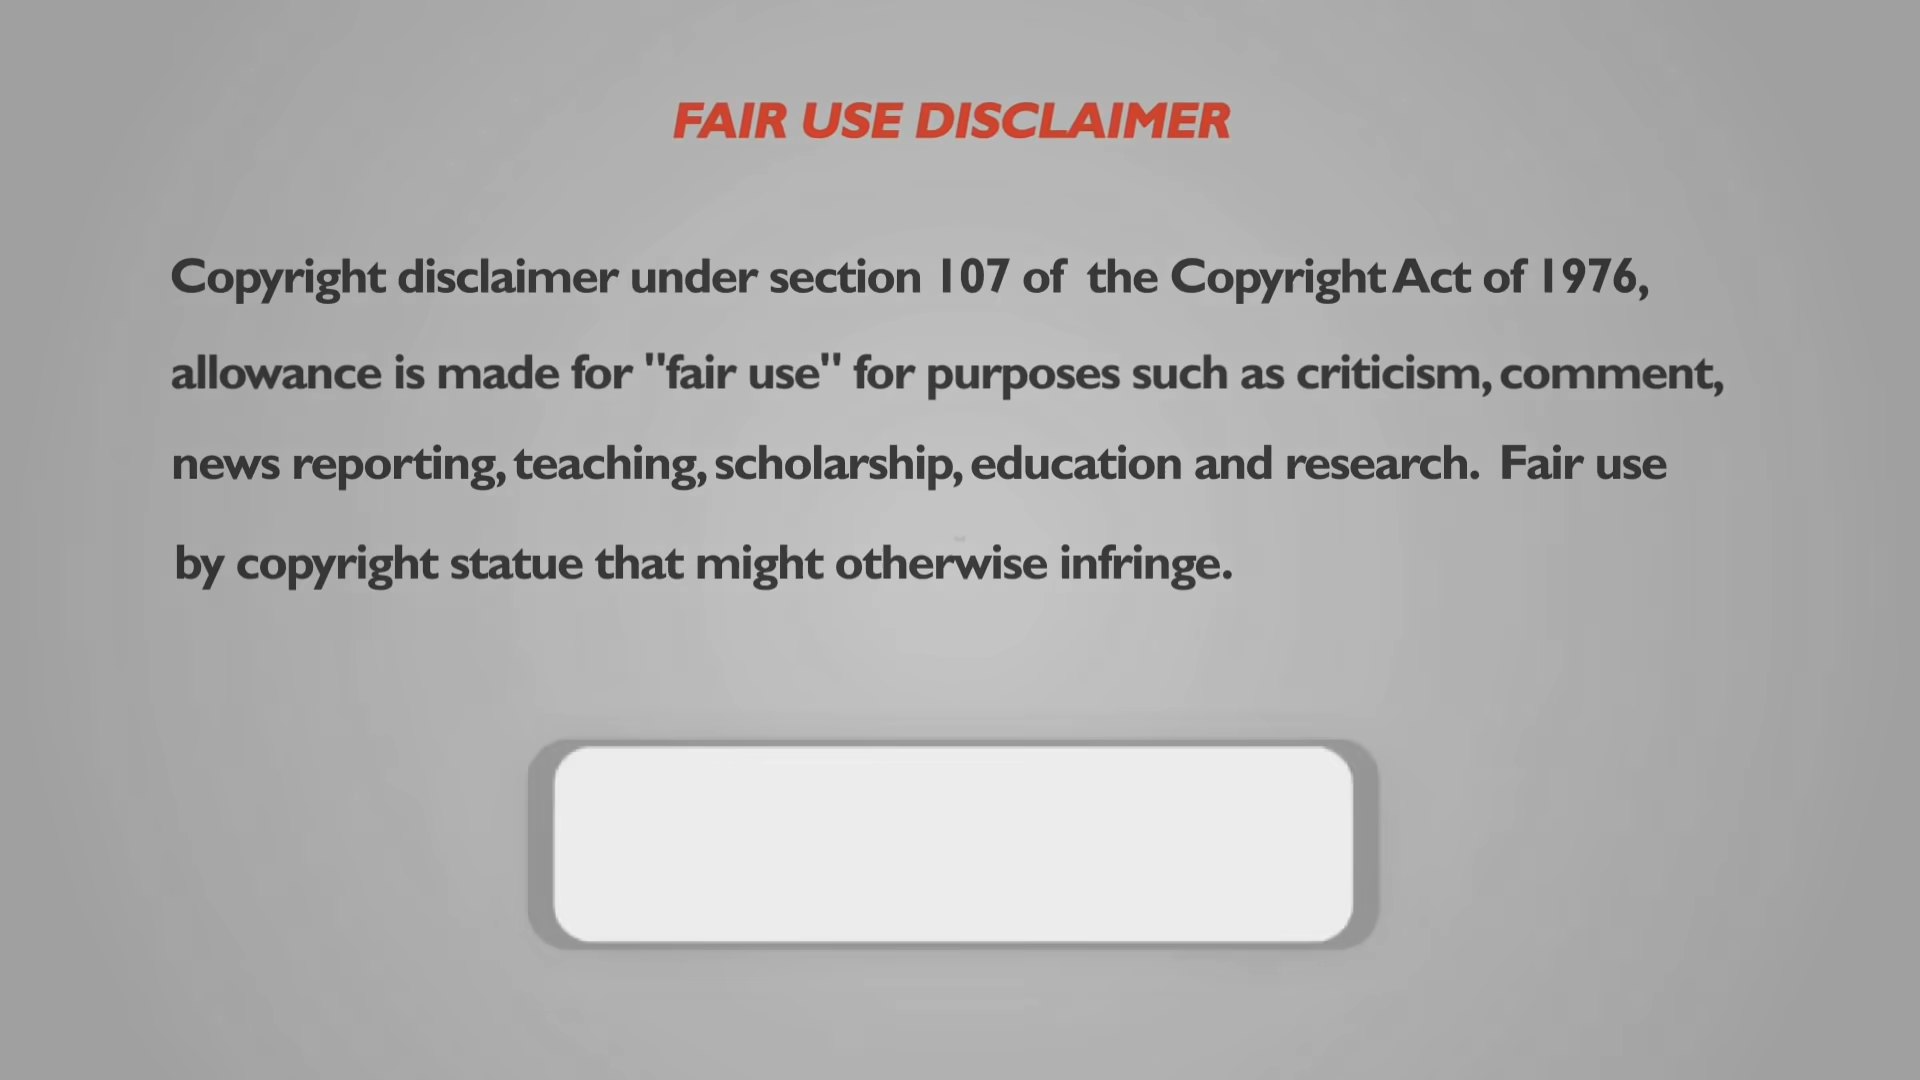 FAIR USE DISCLAIMER
Copyright disclaimer under section 107 of the Copyright Act of 1976,
allowance is made for "fair use" for purposes such as criticism, comment,
news reporting, teaching, scholarship, education and research. Fair use
by copyright statue that might otherwise infringe.